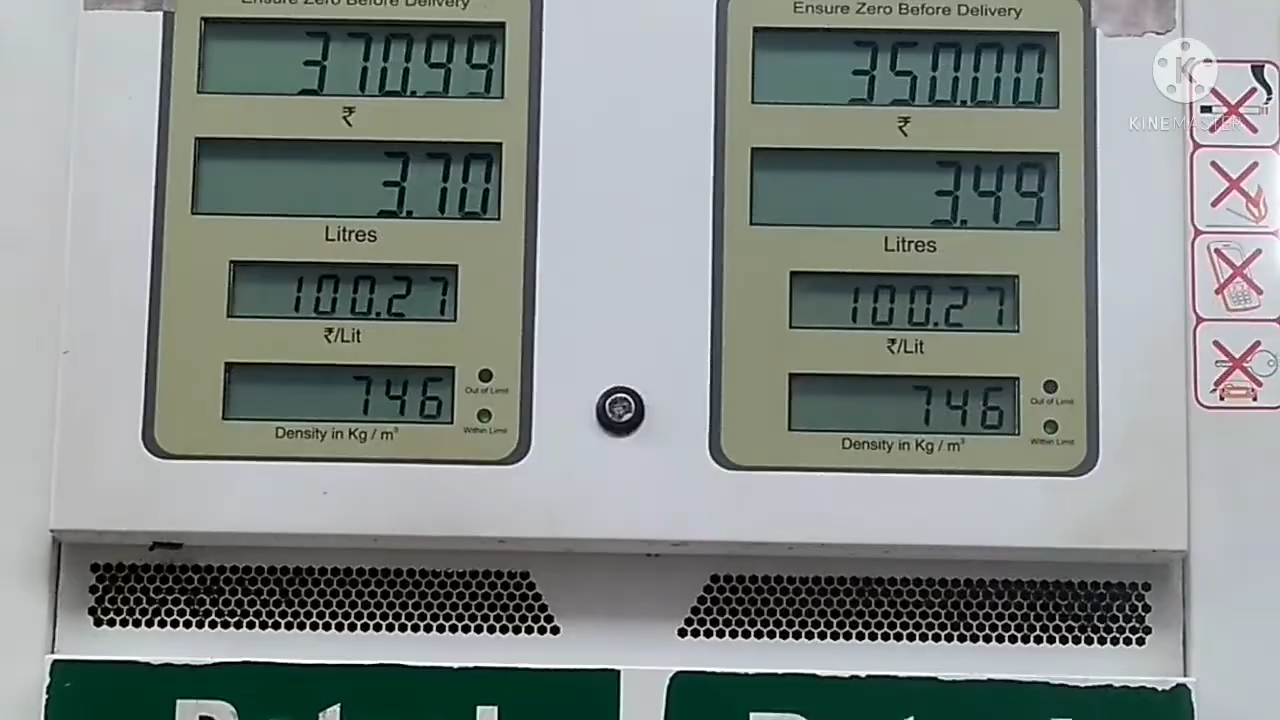 Ensure Zero Before Delivery
370.99
₹
3.70
Litres
100.27
₹/Lit
746
Out of Limit
Within Limit
Density in Kg / m³
Ensure Zero Before Delivery
350.00
₹
3.49
Litres
100.27
₹/Lit
746
Out of Limit
Within Limit
Density in Kg / m³
K
KINEMASTER